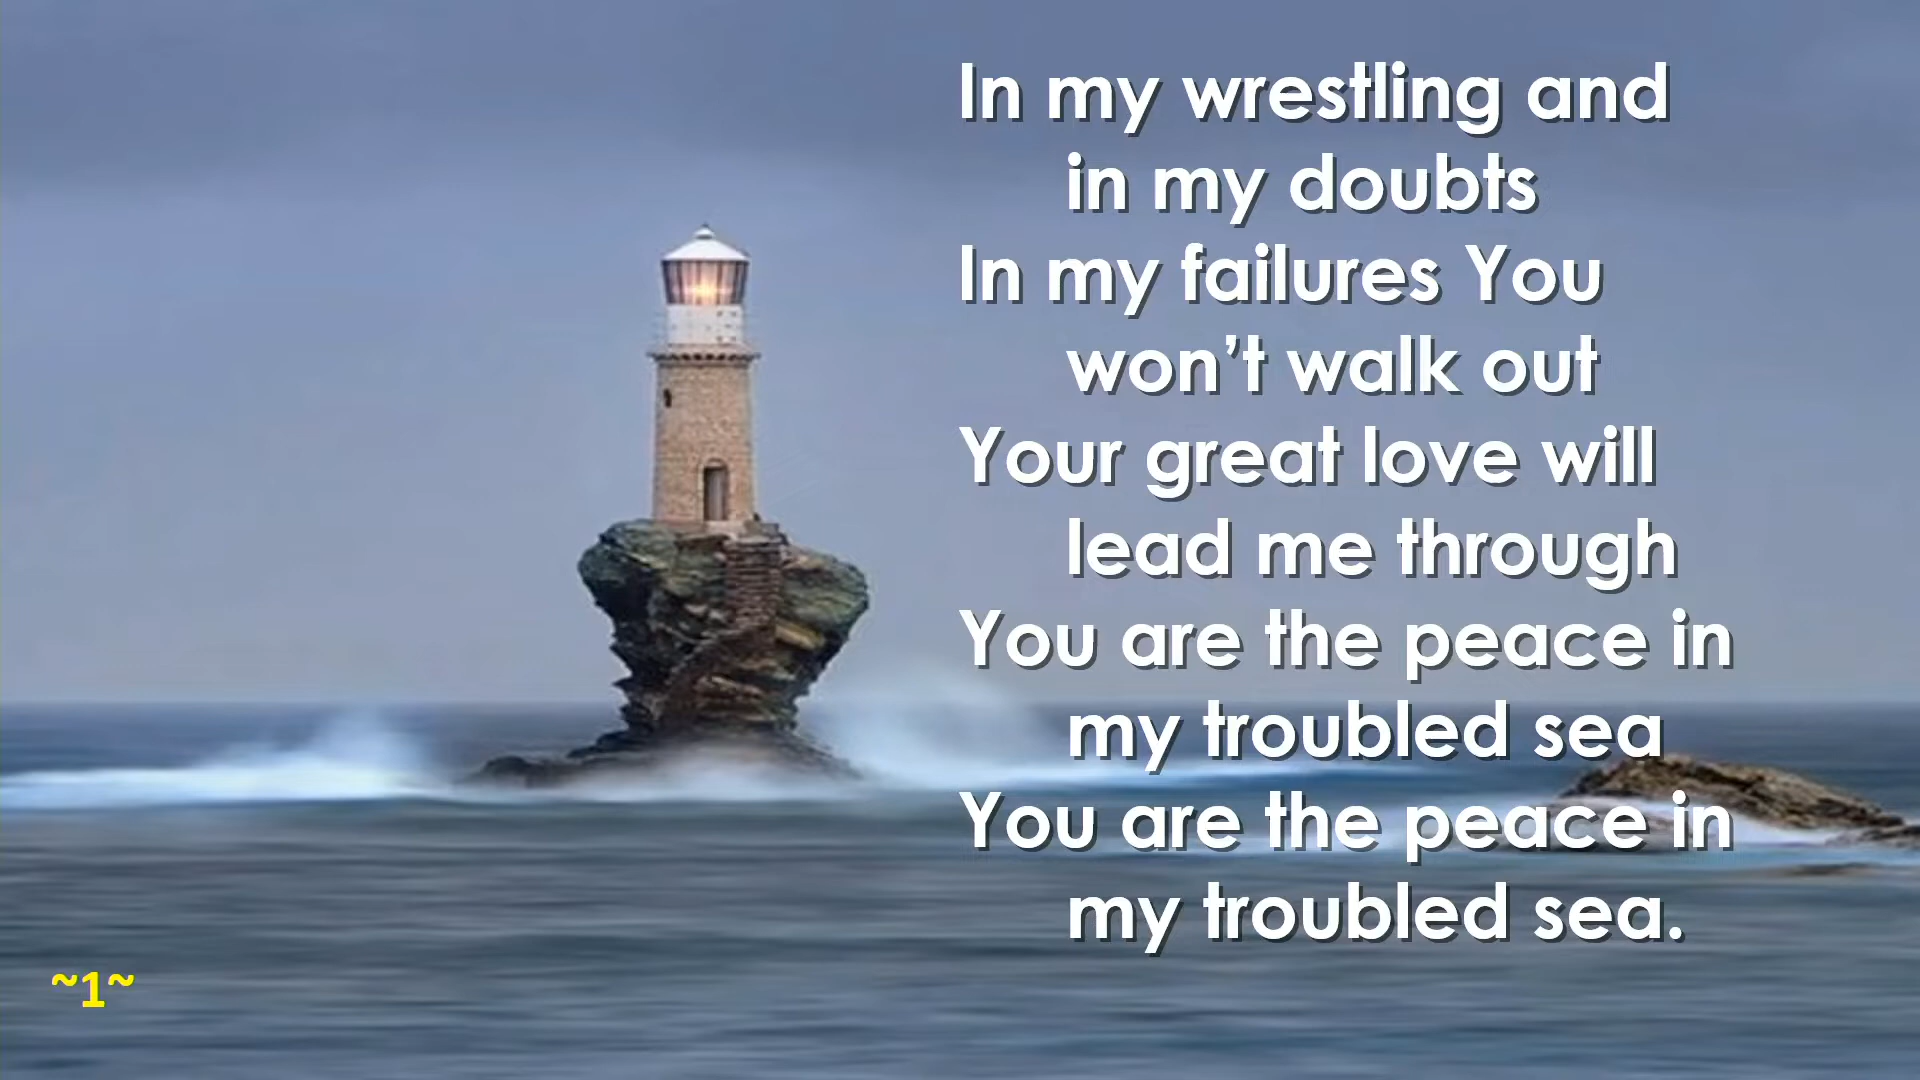 In my wrestling and
in my doubts
In my failures You
won’t walk out
Your great love will
lead me through
You are the peace in
my troubled sea
You are the peace in
my troubled sea.
~1~